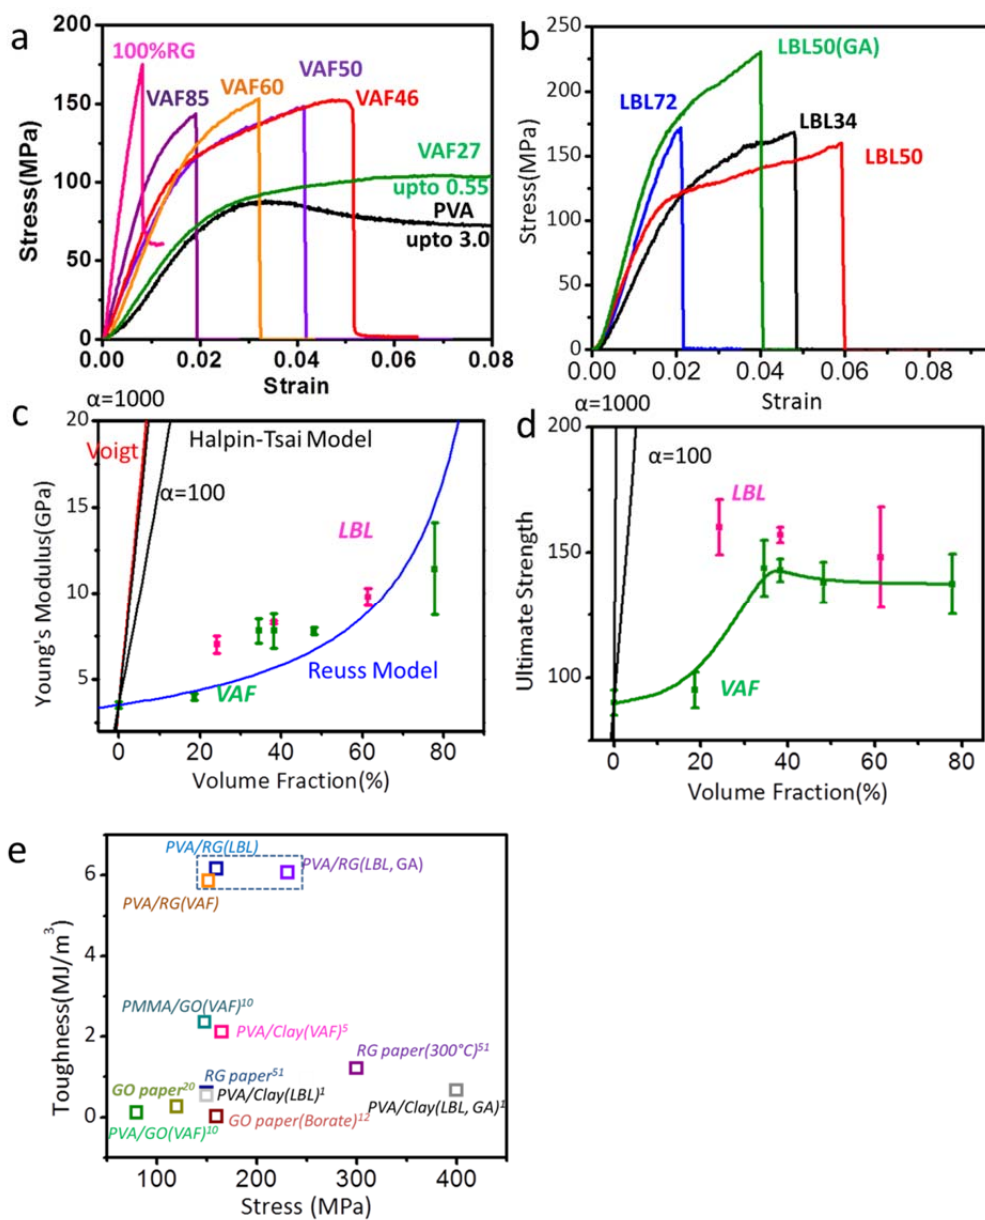 a
200
150
100
50
0
Stress(MPa)
100%RG
VAF85
VAF60
VAF50
VAF46
VAF27
upto 0.55
PVA
upto 3.0
0.00 0.02 0.04 0.06 0.08
Strain
b
250
200
150
100
50
0
Stress(MPa)
LBL50(GA)
LBL72
LBL34
LBL50
0.00 0.02 0.04 0.06 0.08
Strain
c
α=1000
20
15
10
5
Young's Modulus(GPa)
Voigt
Halpin-Tsai Model
α=100
LBL
VAF
Reuss Model
0 20 40 60 80
Volume Fraction(%)
d
α=1000
200
150
100
Ultimate Strength
α=100
LBL
VAF
0 20 40 60 80
Volume Fraction(%)
e
6
4
2
0
Toughness(MJ/m³)
PVA/RG(LBL)
PVA/RG(LBL, GA)
PVA/RG(VAF)
PMMA/GO(VAF)¹⁰
PVA/Clay(VAF)⁵
RG paper(300°C)⁵¹
RG paper⁵¹
GO paper²⁰
PVA/Clay(LBL)¹
PVA/Clay(LBL, GA)¹
GO paper(Borate)¹²
PVA/GO(VAF)¹⁰
100 200 300 400
Stress (MPa)